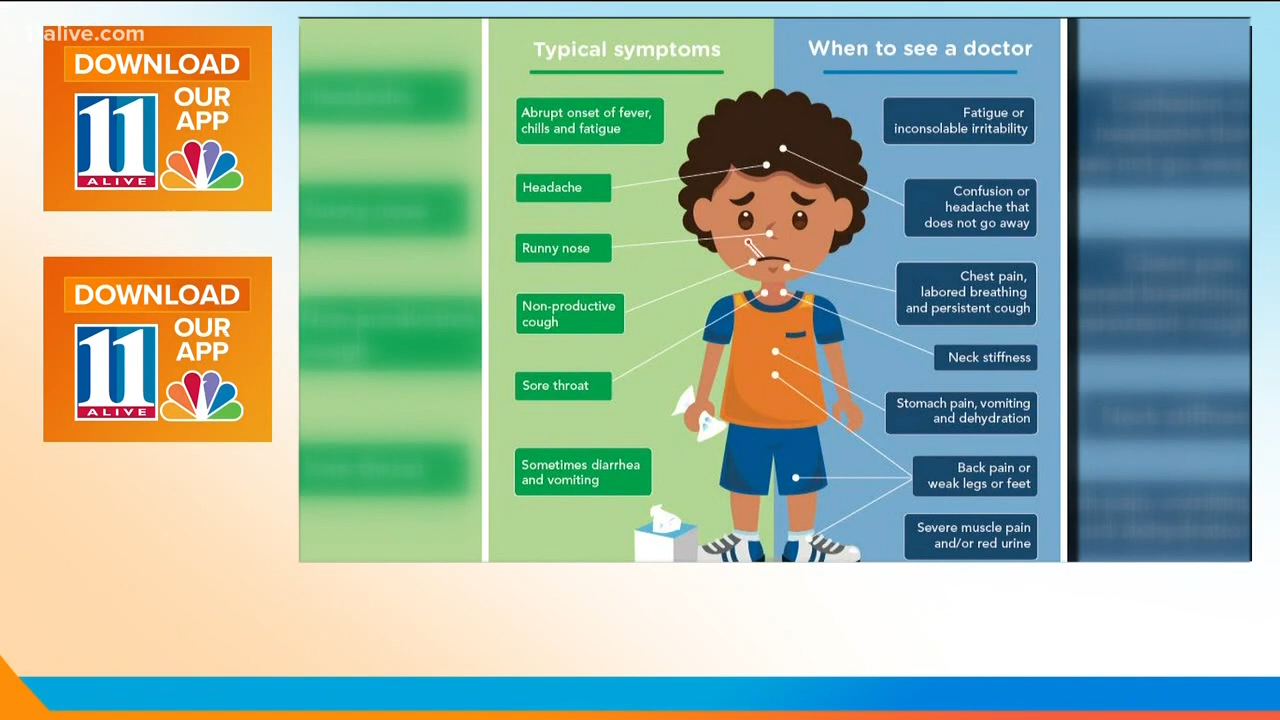 11alive.com
DOWNLOAD
11
ALIVE
OUR
APP
DOWNLOAD
11
ALIVE
OUR
APP
Typical symptoms
Abrupt onset of fever,
chills and fatigue
Headache
Runny nose
Non-productive
cough
Sore throat
Sometimes diarrhea
and vomiting
When to see a doctor
Fatigue or
inconsolable irritability
Confusion or
headache that
does not go away
Chest pain,
labored breathing
and persistent cough
Neck stiffness
Stomach pain, vomiting
and dehydration
Back pain or
weak legs or feet
Severe muscle pain
and/or red urine